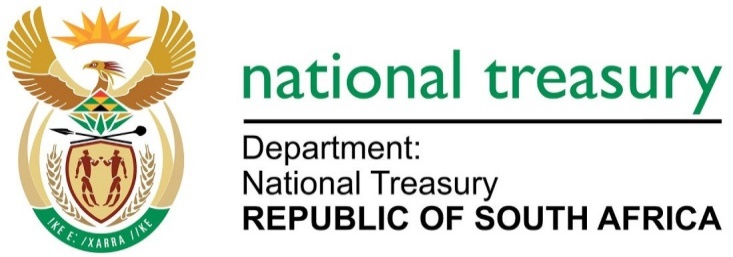 national treasury
Department:
National Treasury
REPUBLIC OF SOUTH AFRICA
!KE E: /XARRA //KE